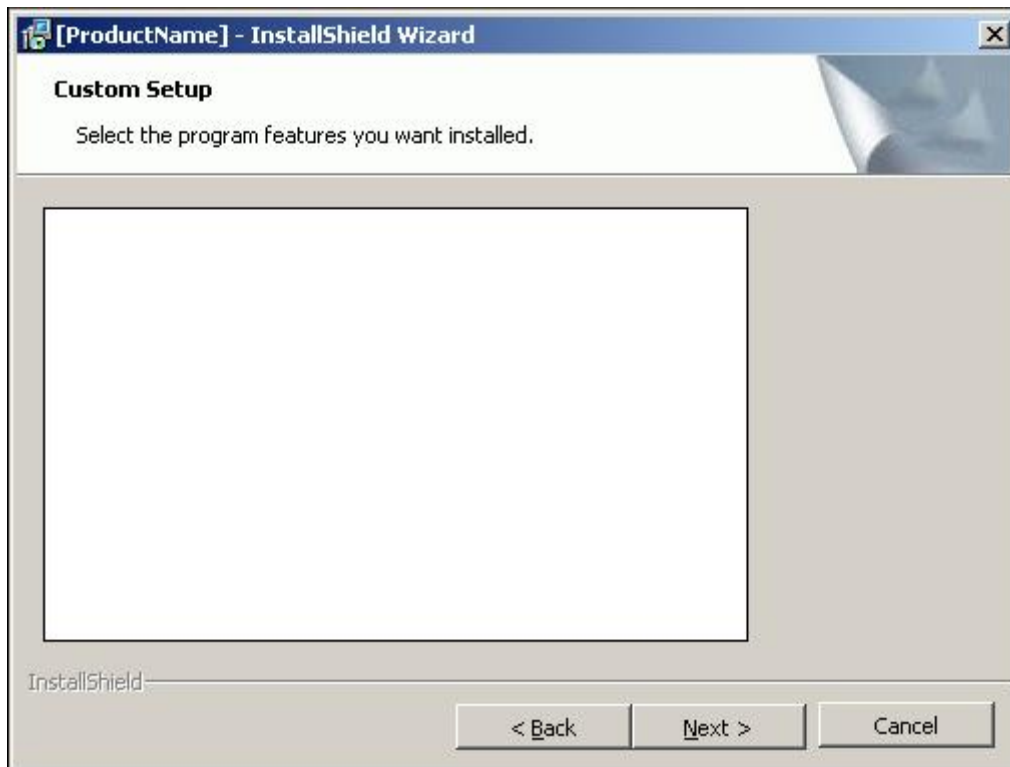 [ProductName] - InstallShield Wizard
Custom Setup
Select the program features you want installed.
InstallShield
< Back
Next >
Cancel